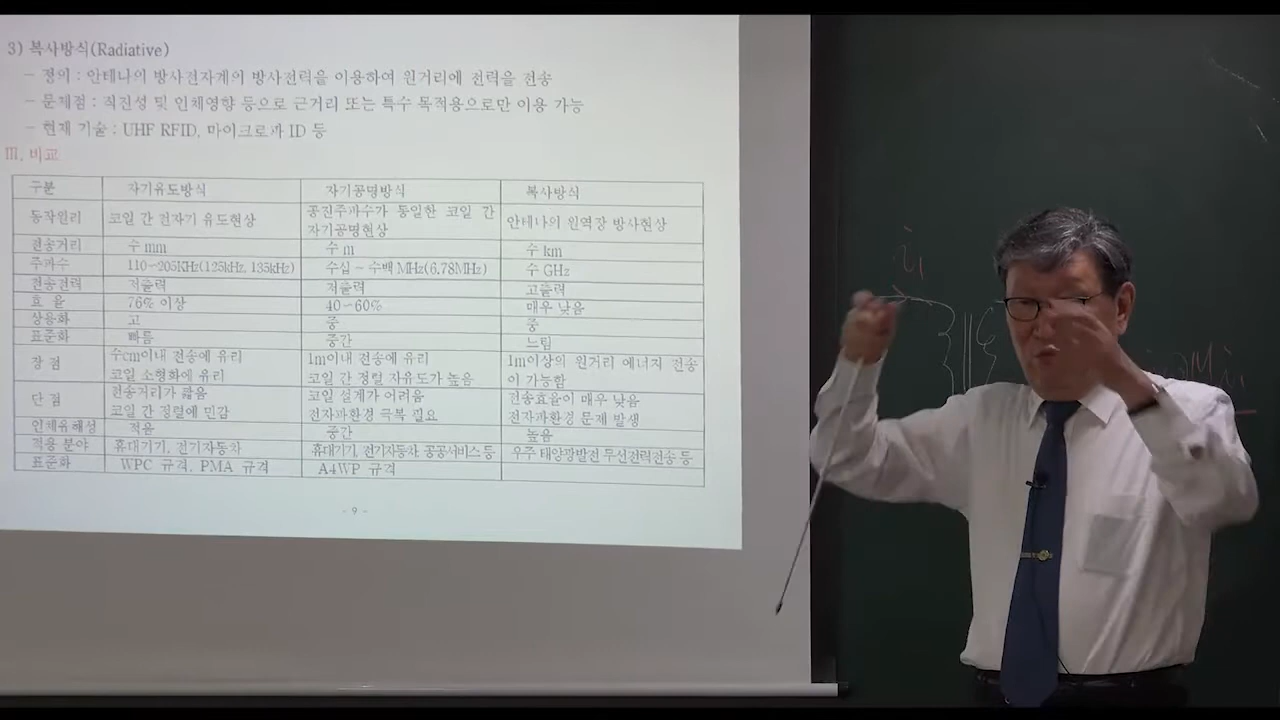 3) 복사방식(Radiative)
- 정의 : 안테나의 방사전자계의 방사전력을 이용하여 원거리에 전력을 전송
- 문제점 : 직진성 및 인체영향 등으로 근거리 또는 특수 목적용으로만 이용 가능
- 현재 기술 : UHF RFID, 마이크로파 ID 등
III. 비교
구분 자기유도방식 자기공명방식 복사방식
동작원리 코일 간 전자기 유도현상 공진주파수가 동일한 코일 간 자기공명현상 안테나의 원역장 방사현상
전송거리 수 mm 수 m 수 km
주파수 110~205KHz(125kHz, 135kHz) 수십 ~ 수백 MHz(6.78MHz) 수 GHz
전송전력 저출력 저출력 고출력
효 율 76% 이상 40~60% 매우 낮음
상용화 고 중 중
표준화 빠름 중간 느림
장 점 수cm이내 전송에 유리 1m이내 전송에 유리 1m이상의 원거리 에너지 전송
코일 소형화에 유리 코일 간 정렬 자유도가 높음 이 가능함
단 점 전송거리가 짧음 코일 설계가 어려움 전송효율이 매우 낮음
코일 간 정렬에 민감 전자파환경 극복 필요 전자파환경 문제 발생
인체유해성 적용 중간 높음
적용 분야 휴대기기, 전기자동차 휴대기기, 전기자동차 공공서비스 등 우주 태양광발전 무선전력전송 등
표준화 WPC 규격, PMA 규격 A4WP 규격
- 9 -
i₁